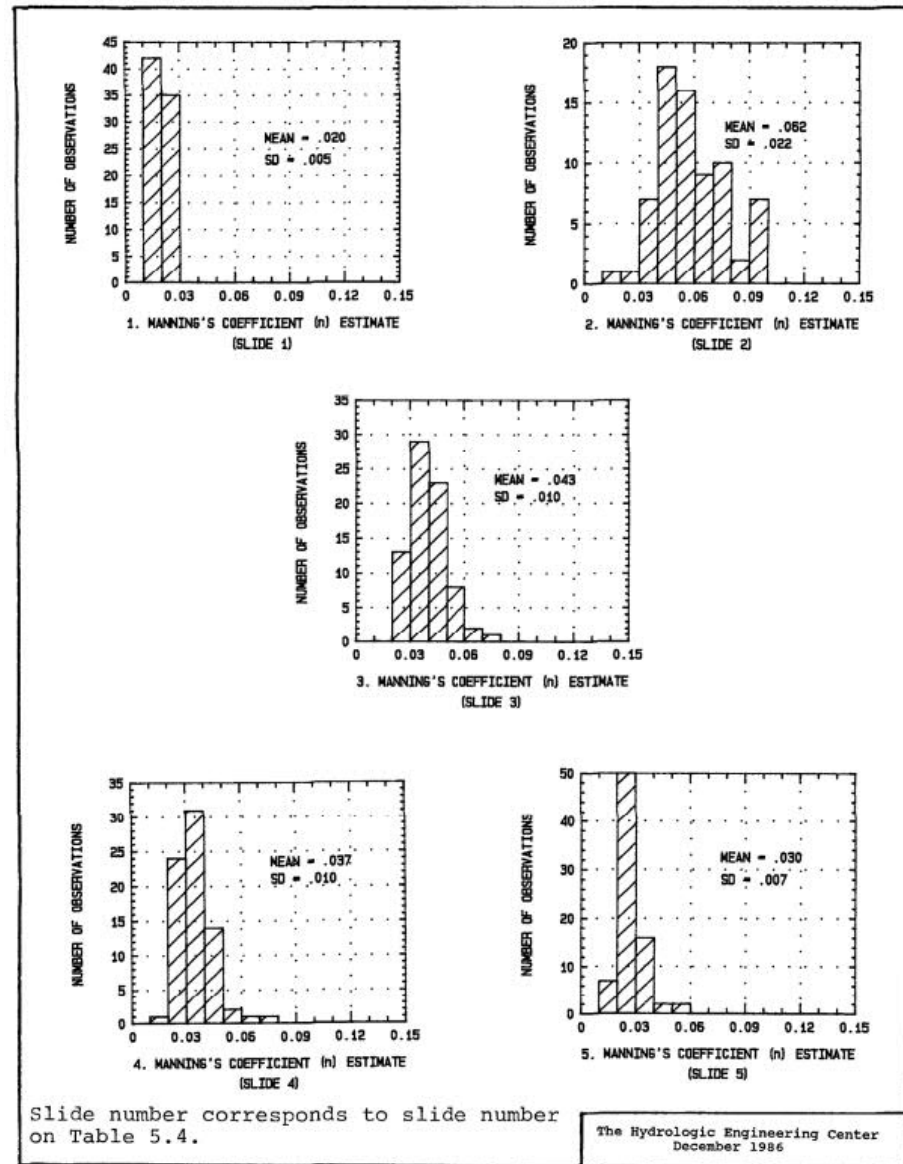 45
40
35
30
25
20
15
10
5
0
NUMBER OF OBSERVATIONS
MEAN = .020
SD = .005
0 0.03 0.06 0.09 0.12 0.15
1. MANNING'S COEFFICIENT (n) ESTIMATE
(SLIDE 1)
20
15
10
5
0
NUMBER OF OBSERVATIONS
MEAN = .062
SD = .022
0 0.03 0.06 0.09 0.12 0.15
2. MANNING'S COEFFICIENT (n) ESTIMATE
(SLIDE 2)
35
30
25
20
15
10
5
0
NUMBER OF OBSERVATIONS
MEAN = .043
SD = .010
0 0.03 0.06 0.09 0.12 0.15
3. MANNING'S COEFFICIENT (n) ESTIMATE
(SLIDE 3)
35
30
25
20
15
10
5
0
NUMBER OF OBSERVATIONS
MEAN = .037
SD = .010
0 0.03 0.06 0.09 0.12 0.15
4. MANNING'S COEFFICIENT (n) ESTIMATE
(SLIDE 4)
50
40
30
20
10
0
NUMBER OF OBSERVATIONS
MEAN = .030
SD = .007
0 0.03 0.06 0.09 0.12 0.15
5. MANNING'S COEFFICIENT (n) ESTIMATE
(SLIDE 5)
Slide number corresponds to slide number
on Table 5.4.
The Hydrologic Engineering Center
December 1986